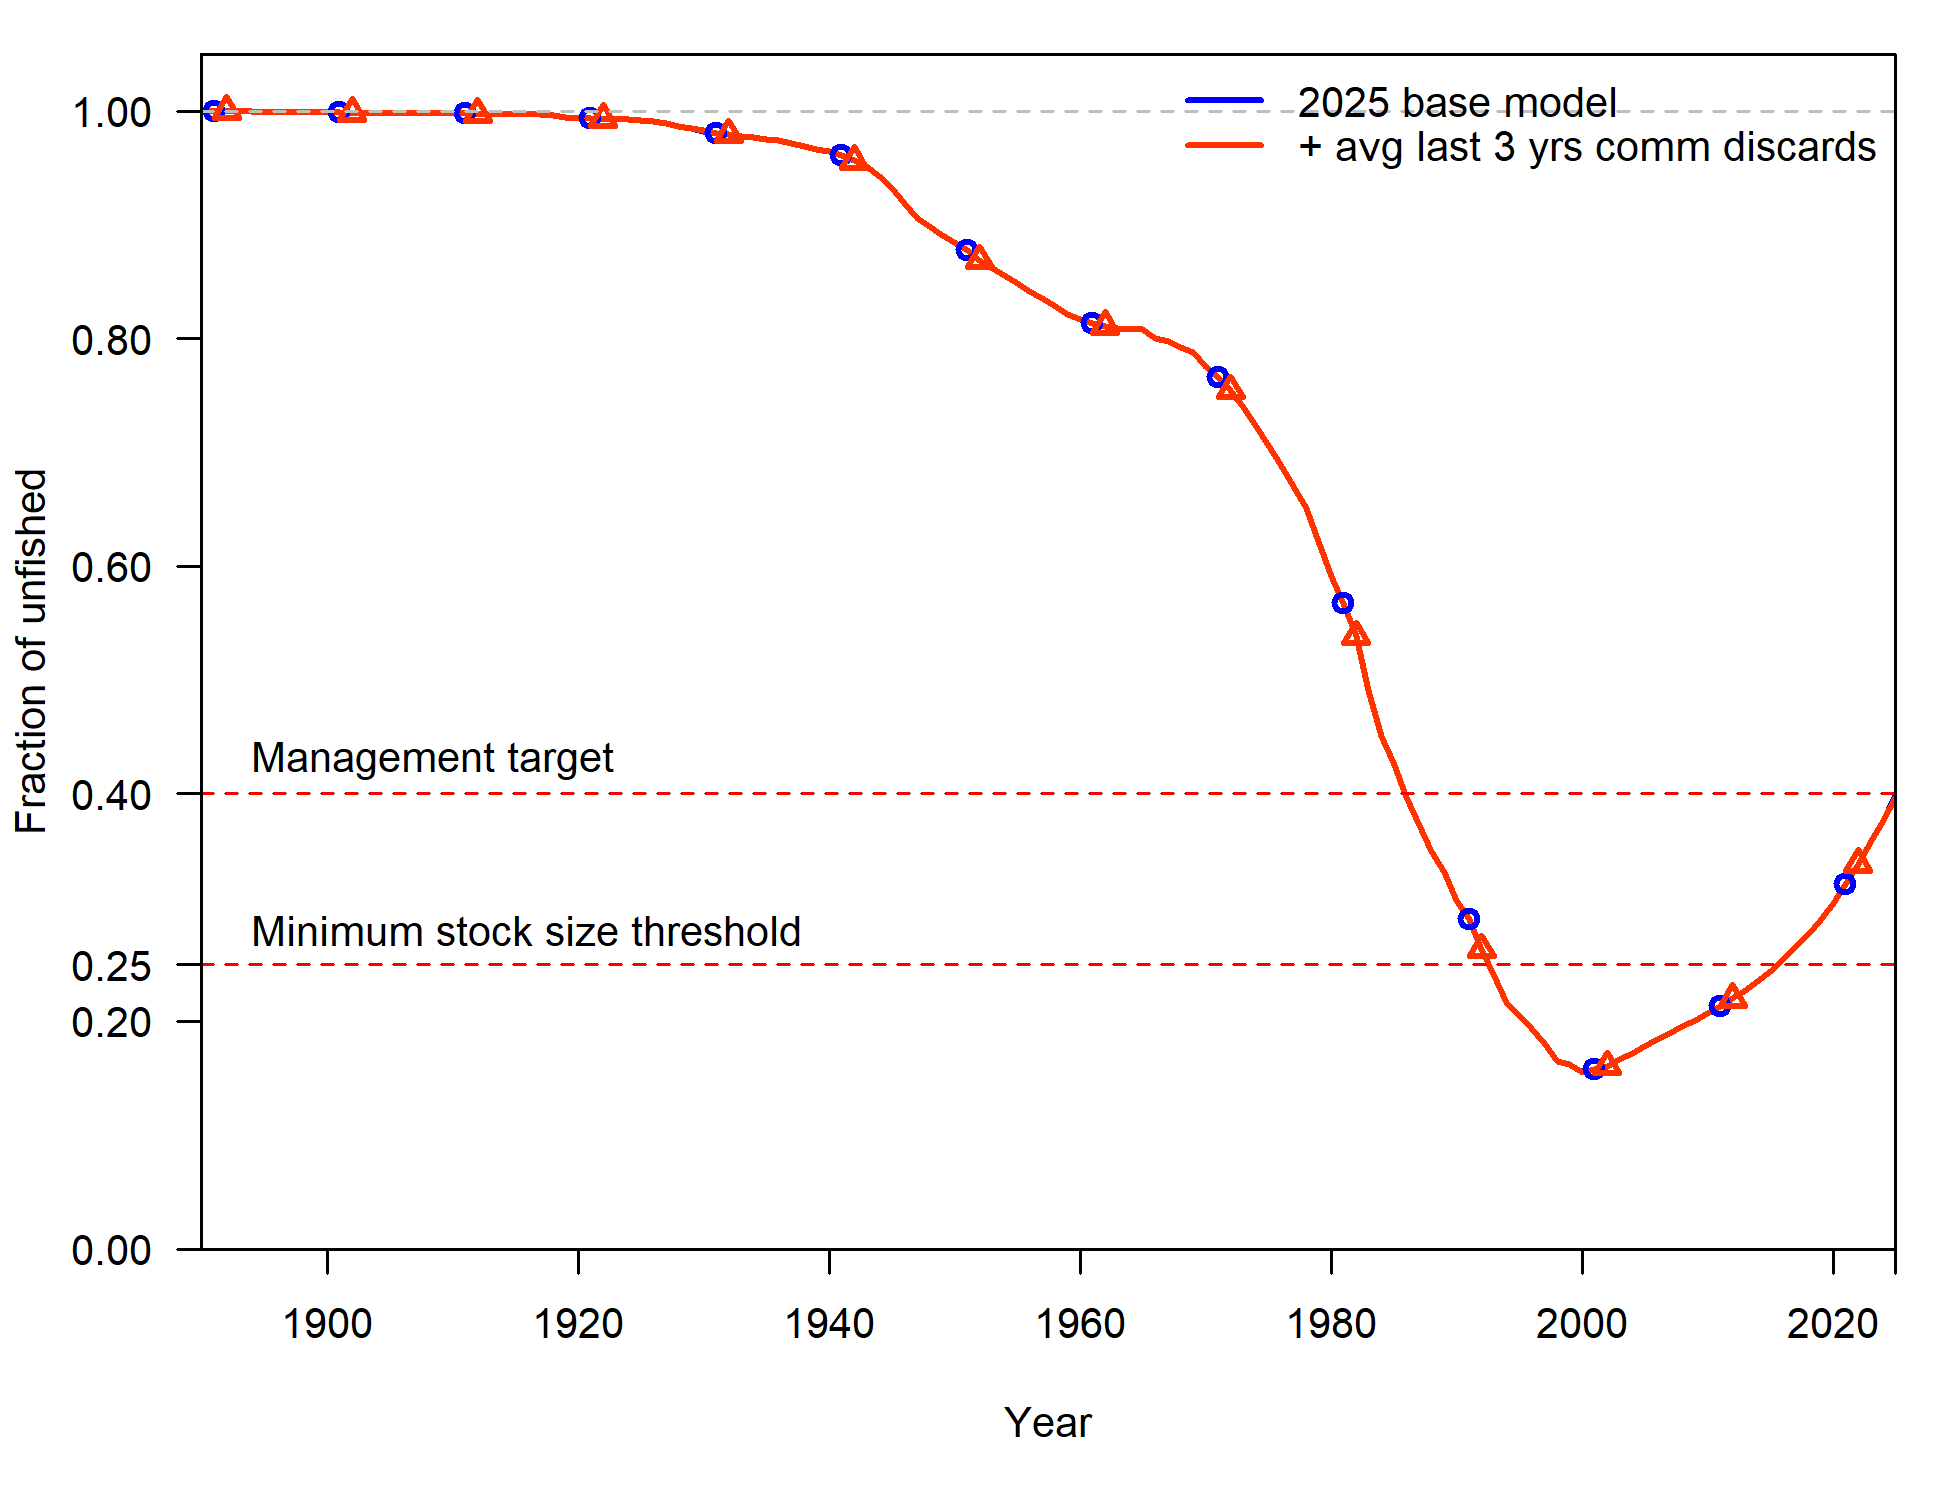 2025 base model
+ avg last 3 yrs comm discards
1.00
0.80
0.60
0.40
0.25
0.20
0.00
Fraction of unfished
Management target
Minimum stock size threshold
1900 1920 1940 1960 1980 2000 2020
Year